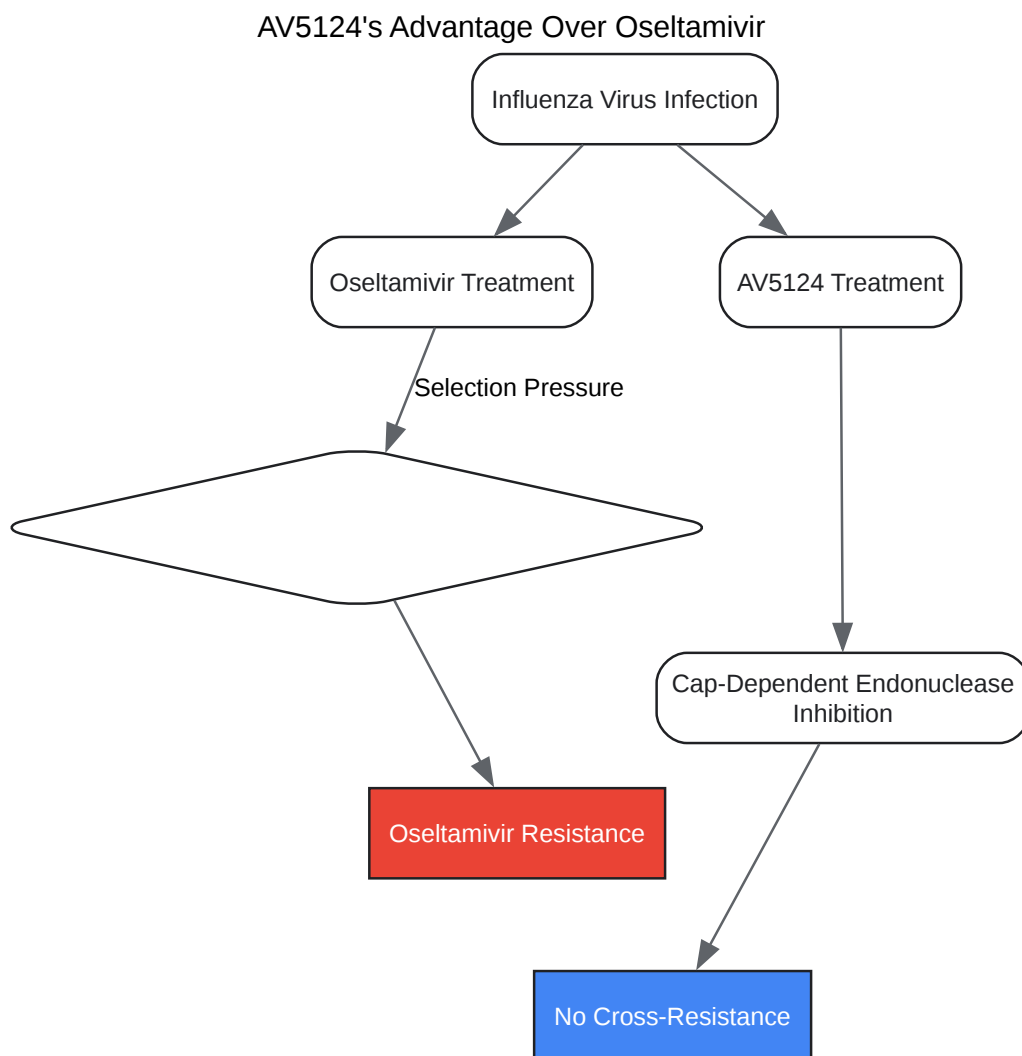 AV5124's Advantage Over Oseltamivir
Influenza Virus Infection
Oseltamivir Treatment
AV5124 Treatment
Selection Pressure
Cap-Dependent Endonuclease
Inhibition
Oseltamivir Resistance
No Cross-Resistance